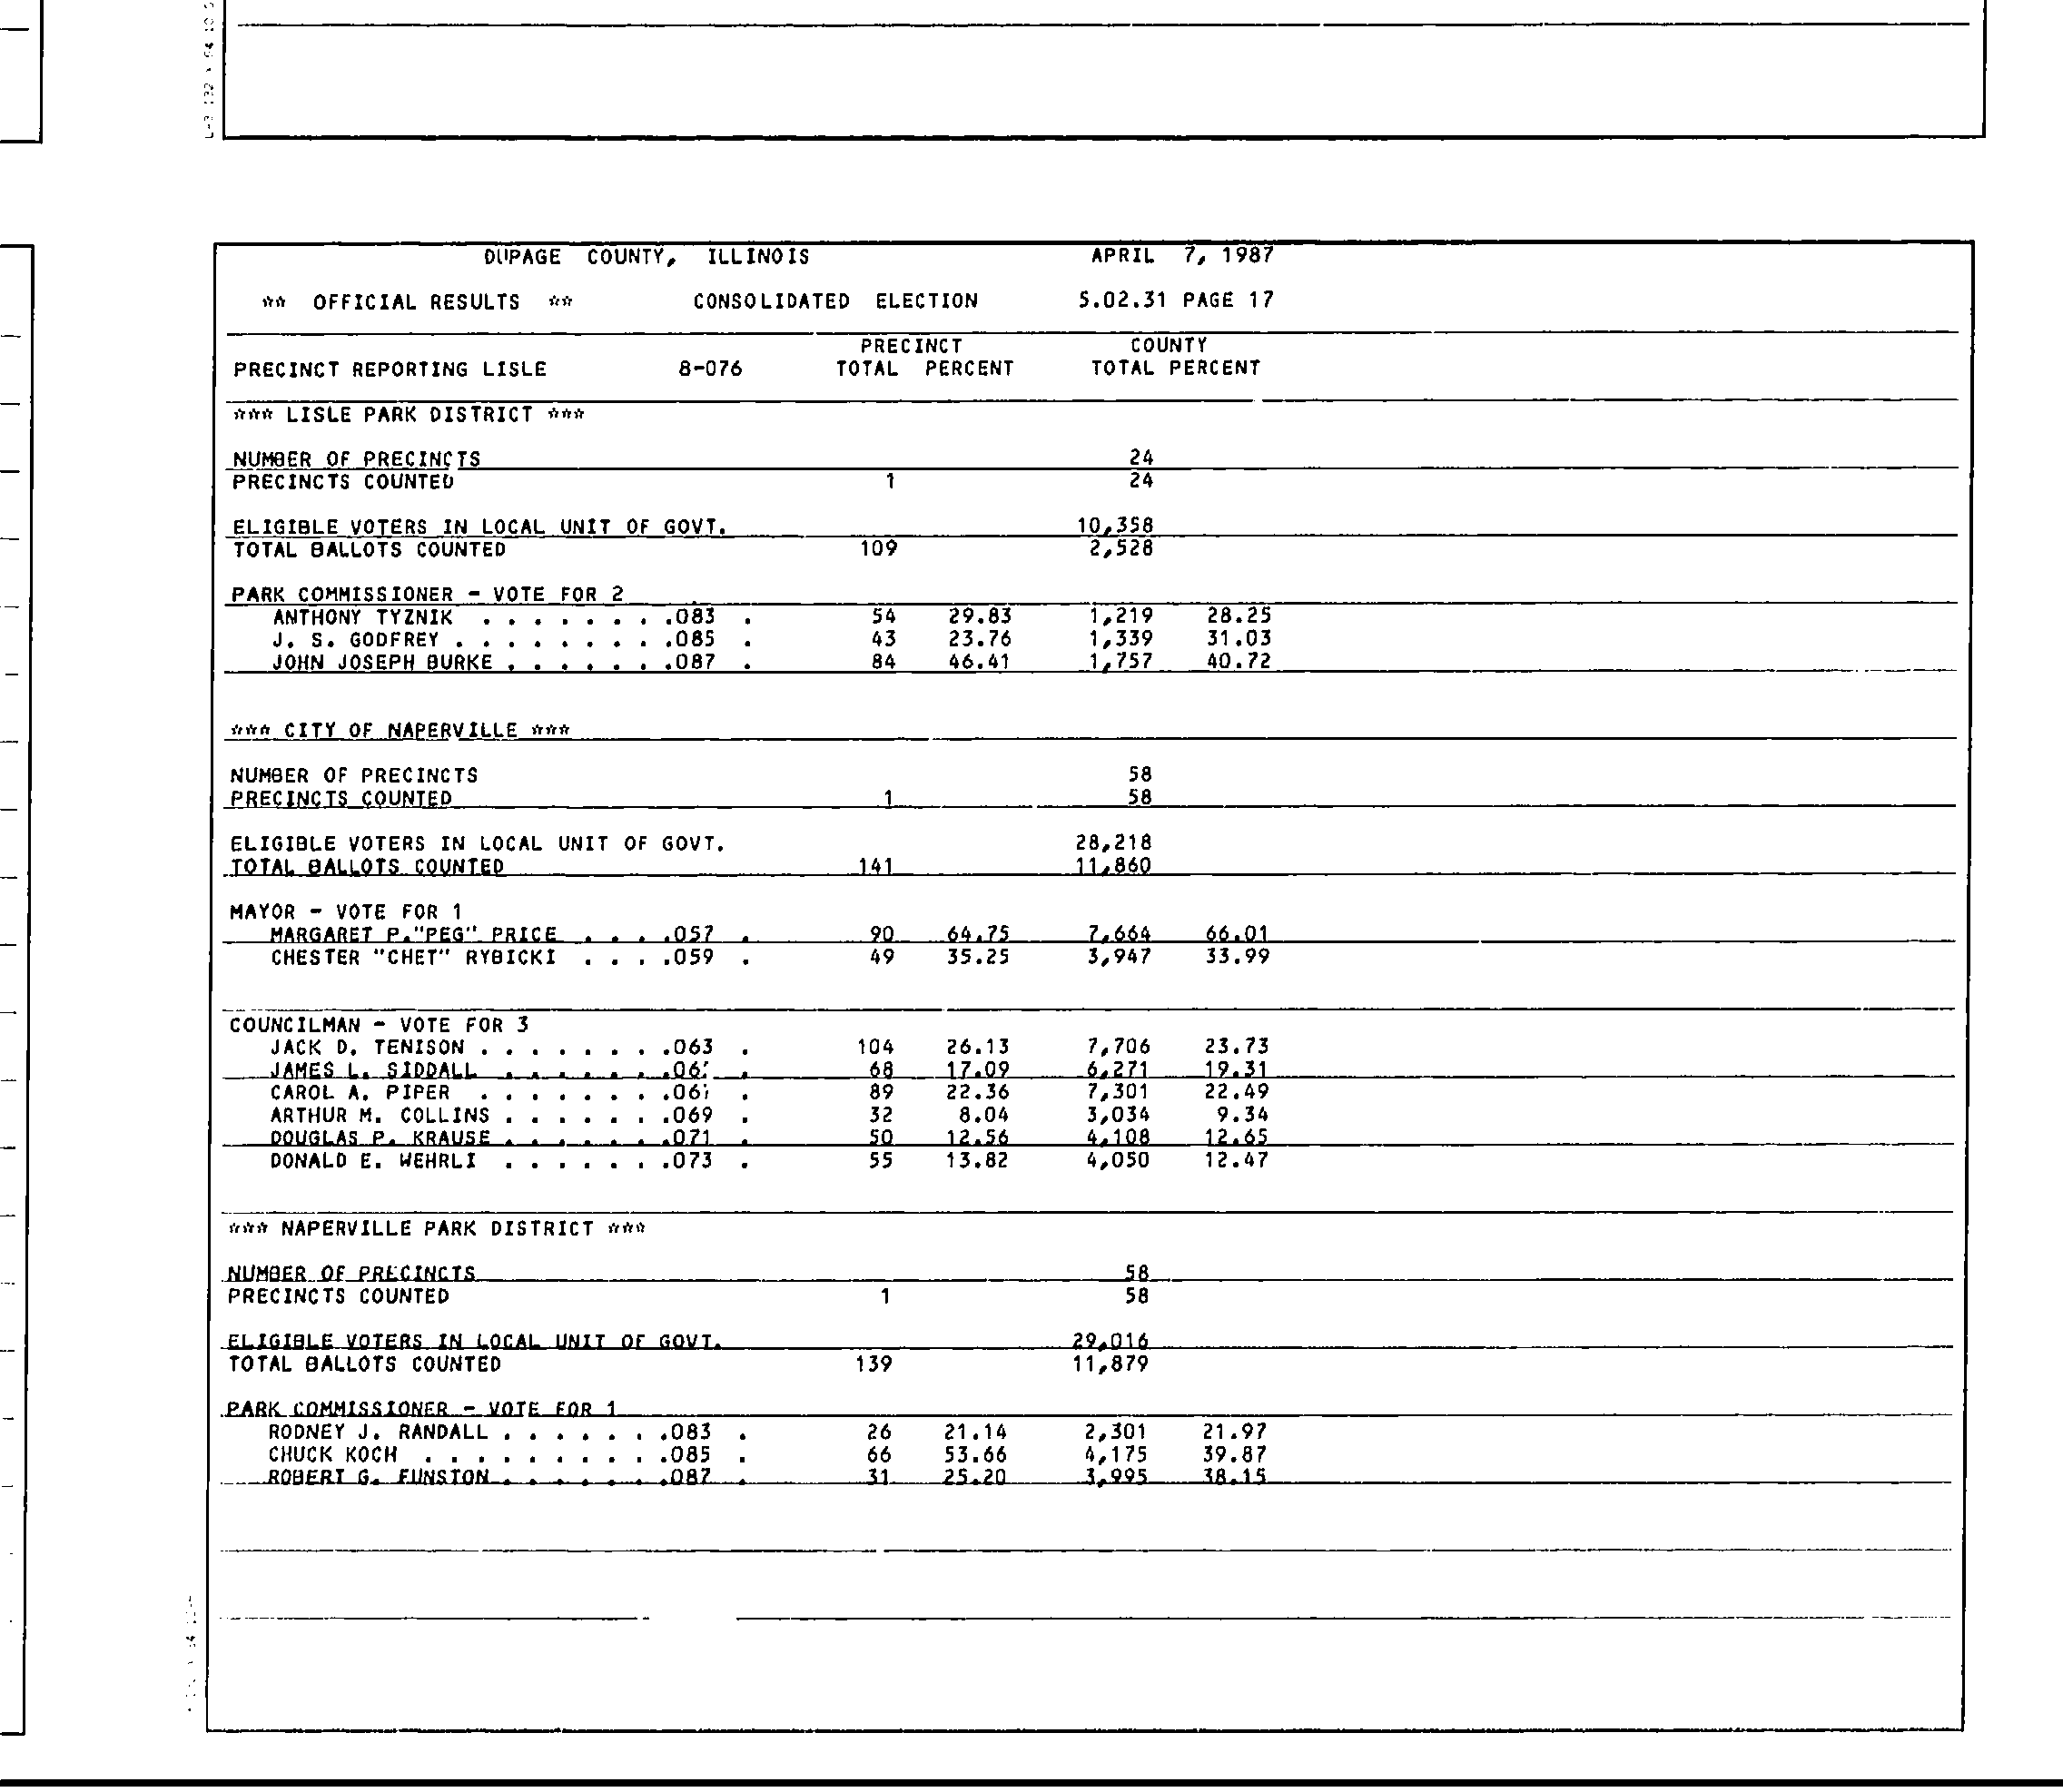 DUPAGE COUNTY, ILLINOIS APRIL 7, 1987
** OFFICIAL RESULTS ** CONSOLIDATED ELECTION 5.02.31 PAGE 17
PRECINCT COUNTY
PRECINCT REPORTING LISLE 8-076 TOTAL PERCENT TOTAL PERCENT
*** LISLE PARK DISTRICT ***
NUMBER OF PRECINCTS 24
PRECINCTS COUNTED 1 24
ELIGIBLE VOTERS IN LOCAL UNIT OF GOVT. 10,358
TOTAL BALLOTS COUNTED 109 2,528
PARK COMMISSIONER - VOTE FOR 2
ANTHONY TYZNIK . . . . . . . .083 . 54 29.83 1,219 28.25
J. S. GODFREY . . . . . . . . .085 . 43 23.76 1,339 31.03
JOHN JOSEPH BURKE . . . . . . .087 . 84 46.41 1,757 40.72
*** CITY OF NAPERVILLE ***
NUMBER OF PRECINCTS 58
PRECINCTS COUNTED 1 58
ELIGIBLE VOTERS IN LOCAL UNIT OF GOVT. 28,218
TOTAL BALLOTS COUNTED 141 11,860
MAYOR - VOTE FOR 1
MARGARET P."PEG" PRICE . . . .057 . 90 64.75 7,664 66.01
CHESTER "CHET" RYBICKI . . . .059 . 49 35.25 3,947 33.99
COUNCILMAN - VOTE FOR 3
JACK D. TENISON . . . . . . . .063 . 104 26.13 7,706 23.73
JAMES L. SIDDALL . . . . . . . . 68 17.09 6,271 19.31
CAROL A. PIPER . . . . . . . . . 89 22.36 7,301 22.49
ARTHUR M. COLLINS . . . . . . .069 . 32 8.04 3,034 9.34
DOUGLAS P. KRAUSE . . . . . . .071 . 50 12.56 4,108 12.65
DONALD E. WEHRLI . . . . . . .073 . 55 13.82 4,050 12.47
*** NAPERVILLE PARK DISTRICT ***
NUMBER OF PRECINCTS 58
PRECINCTS COUNTED 1 58
ELIGIBLE VOTERS IN LOCAL UNIT OF GOVT. 29,016
TOTAL BALLOTS COUNTED 139 11,879
PARK COMMISSIONER - VOTE FOR 1
RODNEY J. RANDALL . . . . . . .083 . 26 21.14 2,301 21.97
CHUCK KOCH . . . . . . . . . .085 . 66 53.66 4,175 39.87
ROBERT G. FUNSTON . . . . . . .087 . 31 25.20 3,995 38.15